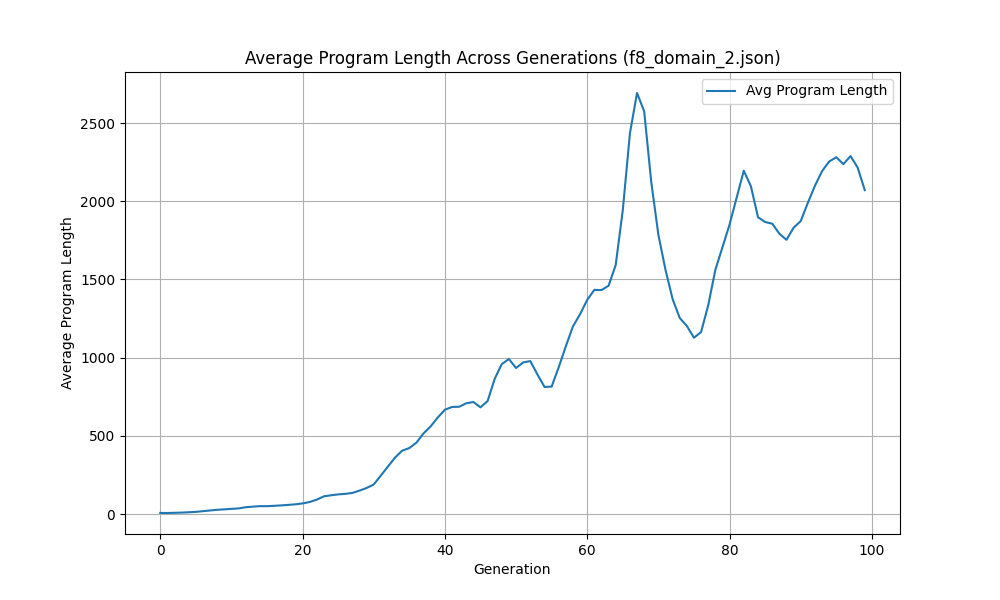 Average Program Length Across Generations (f8_domain_2.json)
Avg Program Length
2500
2000
1500
1000
500
0
Average Program Length
0 20 40 60 80 100
Generation